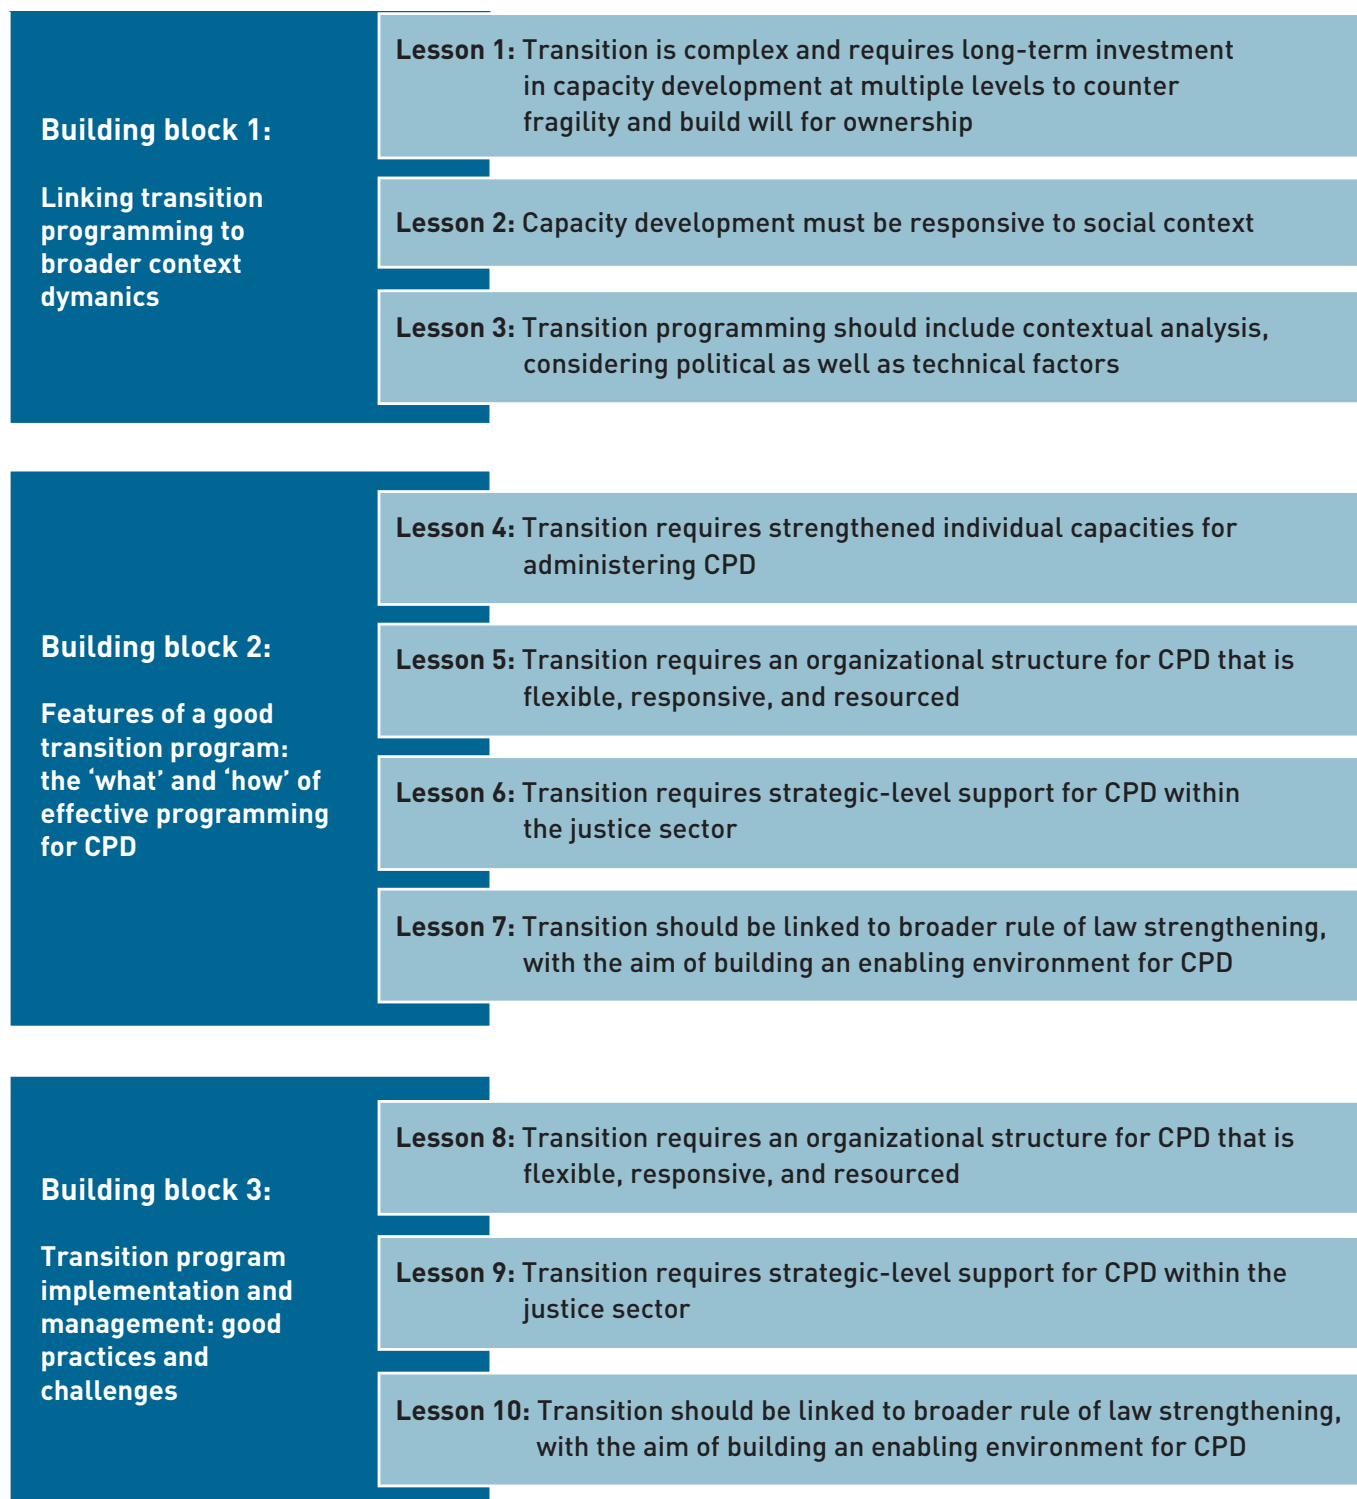 Building block 1:
Linking transition
programming to
broader context
dymanics
Lesson 1: Transition is complex and requires long-term investment
in capacity development at multiple levels to counter
fragility and build will for ownership
Lesson 2: Capacity development must be responsive to social context
Lesson 3: Transition programming should include contextual analysis,
considering political as well as technical factors
Building block 2:
Features of a good
transition program:
the ‘what’ and ‘how’ of
effective programming
for CPD
Lesson 4: Transition requires strengthened individual capacities for
administering CPD
Lesson 5: Transition requires an organizational structure for CPD that is
flexible, responsive, and resourced
Lesson 6: Transition requires strategic-level support for CPD within
the justice sector
Lesson 7: Transition should be linked to broader rule of law strengthening,
with the aim of building an enabling environment for CPD
Building block 3:
Transition program
implementation and
management: good
practices and
challenges
Lesson 8: Transition requires an organizational structure for CPD that is
flexible, responsive, and resourced
Lesson 9: Transition requires strategic-level support for CPD within the
justice sector
Lesson 10: Transition should be linked to broader rule of law strengthening,
with the aim of building an enabling environment for CPD